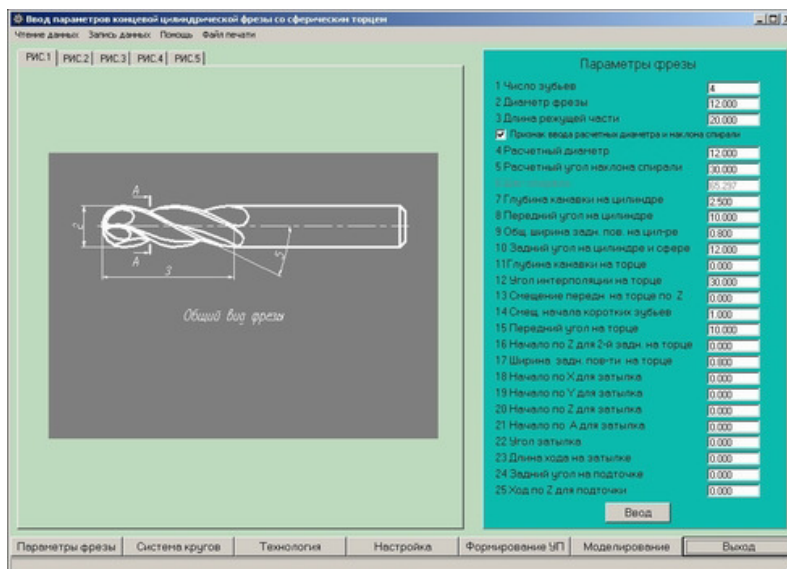 Ввод параметров концевой цилиндрической фрезы со сферическим торцем
Чтение данных Запись данных Помощь Файл печати
РИС.1 РИС.2 РИС.3 РИС.4 РИС.5
A
2
5
A
3
Общий вид фрезы
Параметры фрезы
1 Число зубьев 4
2 Диаметр фрезы 12.000
3 Длина режущей части 20.000
Признак ввода расчетных диаметра и наклона спирали
4 Расчетный диаметр 12.000
5 Расчетный угол наклона спирали 30.000
65.297
7 Глубина канавки на цилиндре 2.500
8 Передний угол на цилиндре 10.000
9 Общ. ширина задн. пов. на цил-ре 0.800
10 Задний угол на цилиндре и сфере 12.000
11 Глубина канавки на торце 0.000
12 Угол интерполяции на торце 30.000
13 Смещение передн. на торце по Z 0.000
14 Смещ. начала коротких зубьев 1.000
15 Передний угол на торце 10.000
16 Начало по Z для 2-й задн. на торце 0.000
17 Ширина. задн. пов-ти на торце 0.800
18 Начало по X для затылка 0.000
19 Начало по Y для затылка 0.000
20 Начало по Z для затылка 0.000
21 Начало по A для затылка 0.000
22 Угол затылка 0.000
23 Длина хода на затылке 0.000
24 Задний угол на подточке 0.000
25 Ход по Z для подточки 0.000
Ввод
Параметры фрезы Система кругов Технология Настройка Формирование УП Моделирование Выход